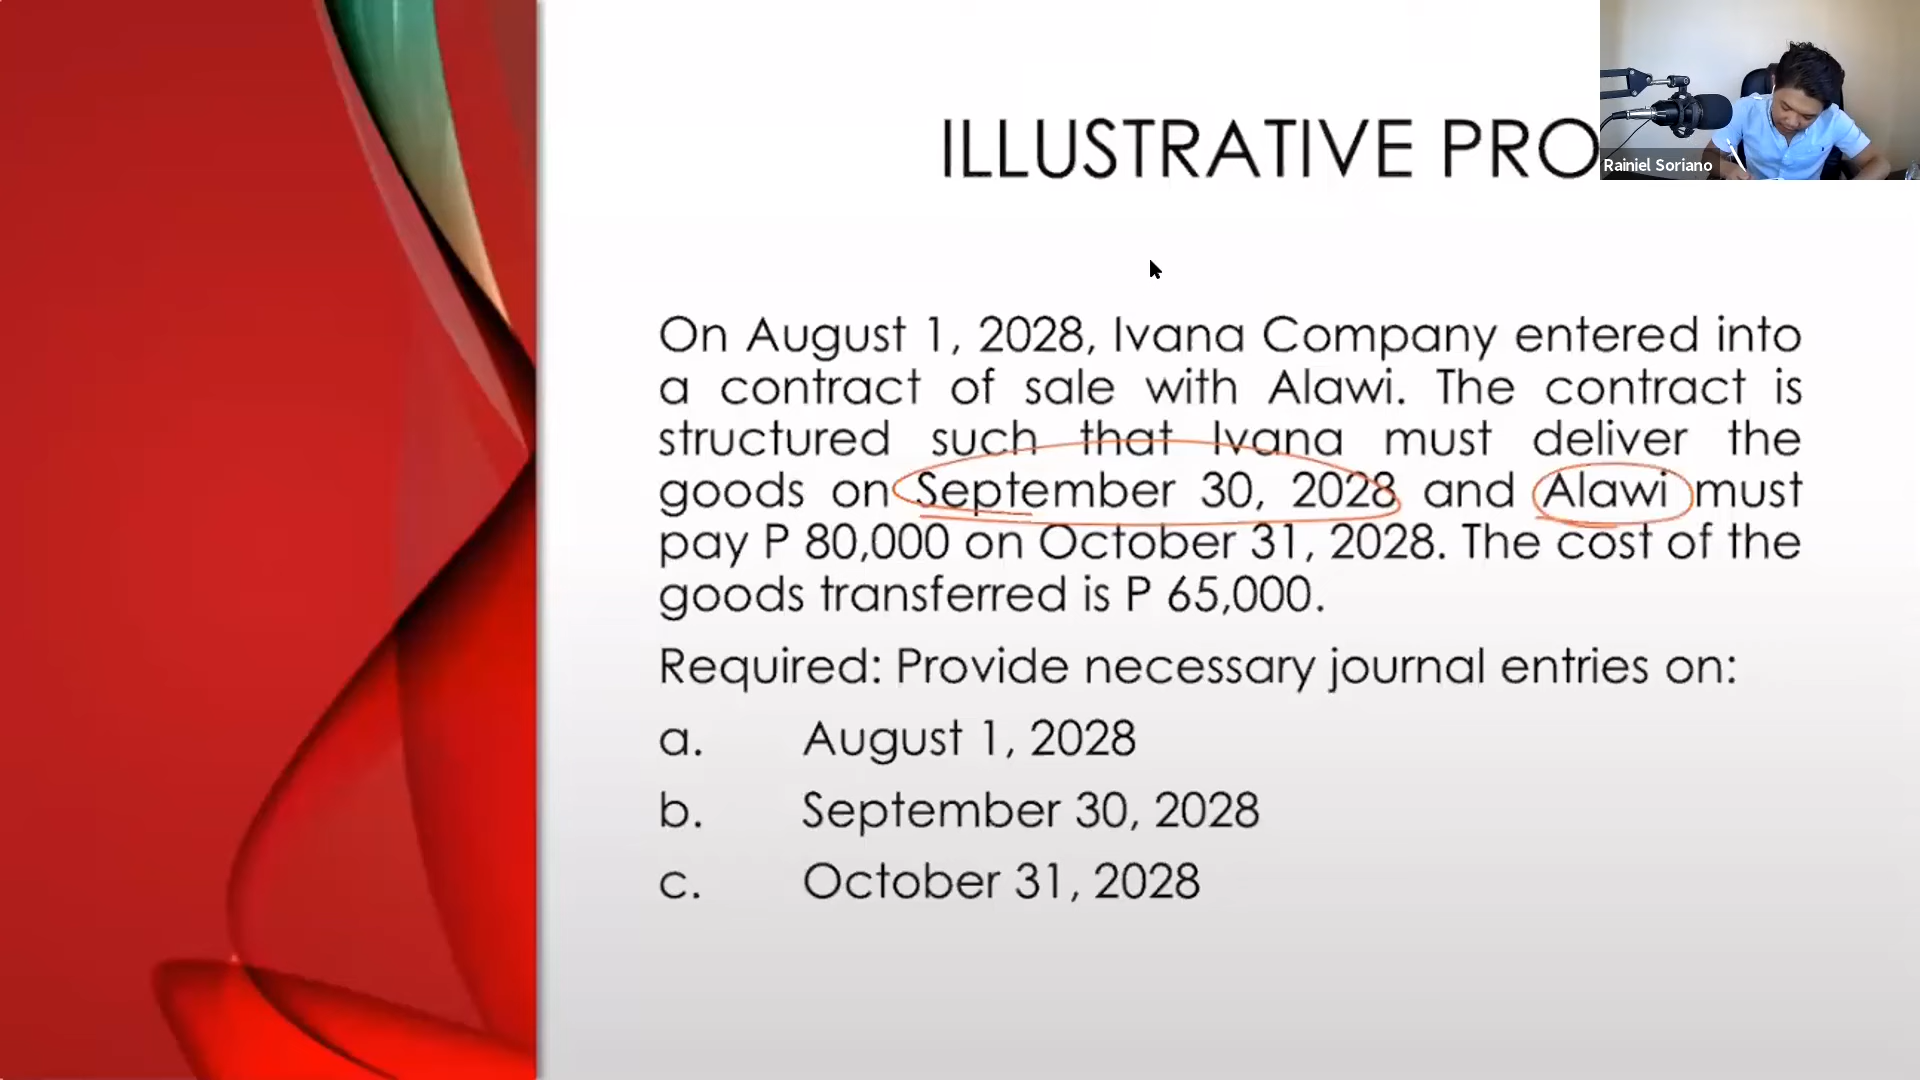 ILLUSTRATIVE PRO
Rainiel Soriano
On August 1, 2028, Ivana Company entered into
a contract of sale with Alawi. The contract is
structured such that Ivana must deliver the
goods on September 30, 2028 and Alawi must
pay P 80,000 on October 31, 2028. The cost of the
goods transferred is P 65,000.
Required: Provide necessary journal entries on:
a. August 1, 2028
b. September 30, 2028
c. October 31, 2028